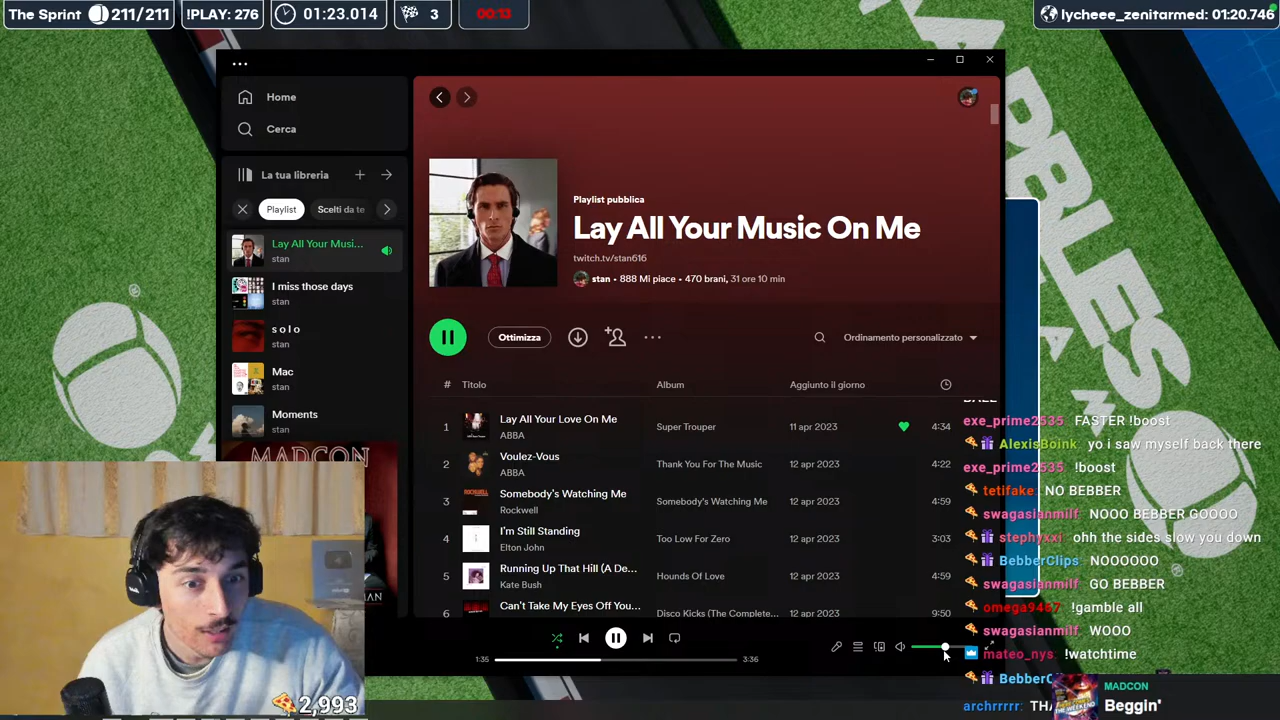 The Sprint 211/211
!PLAY: 276
01:23.014
3
00:13
lycheee_zenitarmed: 01:20.746
Home
Cerca
La tua libreria
Playlist
Scelti da te
Lay All Your Musi...
stan
I miss those days
stan
s o l o
stan
Mac
stan
Moments
stan
MADCON
Playlist pubblica
Lay All Your Music On Me
twitch.tv/stan616
stan • 888 Mi piace • 470 brani, 31 ore 10 min
Ottimizza
Ordinamento personalizzato
# Titolo Album Aggiunto il giorno
1 Lay All Your Love On Me Super Trouper 11 apr 2023 4:34
ABBA
2 Voulez-Vous Thank You For The Music 12 apr 2023 4:22
ABBA
3 Somebody's Watching Me Somebody's Watching Me 12 apr 2023 4:59
Rockwell
4 I'm Still Standing Too Low For Zero 12 apr 2023 3:03
Elton John
5 Running Up That Hill (A De... Hounds Of Love 12 apr 2023 4:59
Kate Bush
6 Can't Take My Eyes Off You... Disco Kicks (The Complete... 12 apr 2023 9:50
1:35
3:36
exe_prime2535 FASTER !boost
AlexisBoink yo i saw myself back there
exe_prime2535 !boost
tetifake NO BEBBER
swagasianmilf NOOO BEBBER GOOOO
stephyxxi ohh the sides slow you down
BebberClips NOOOOOO
swagasianmilf GO BEBBER
omega9467 !gamble all
swagasianmilf WOOO
mateo_nys: !watchtime
archrrrrr:
MADCON
Beggin'
2,993